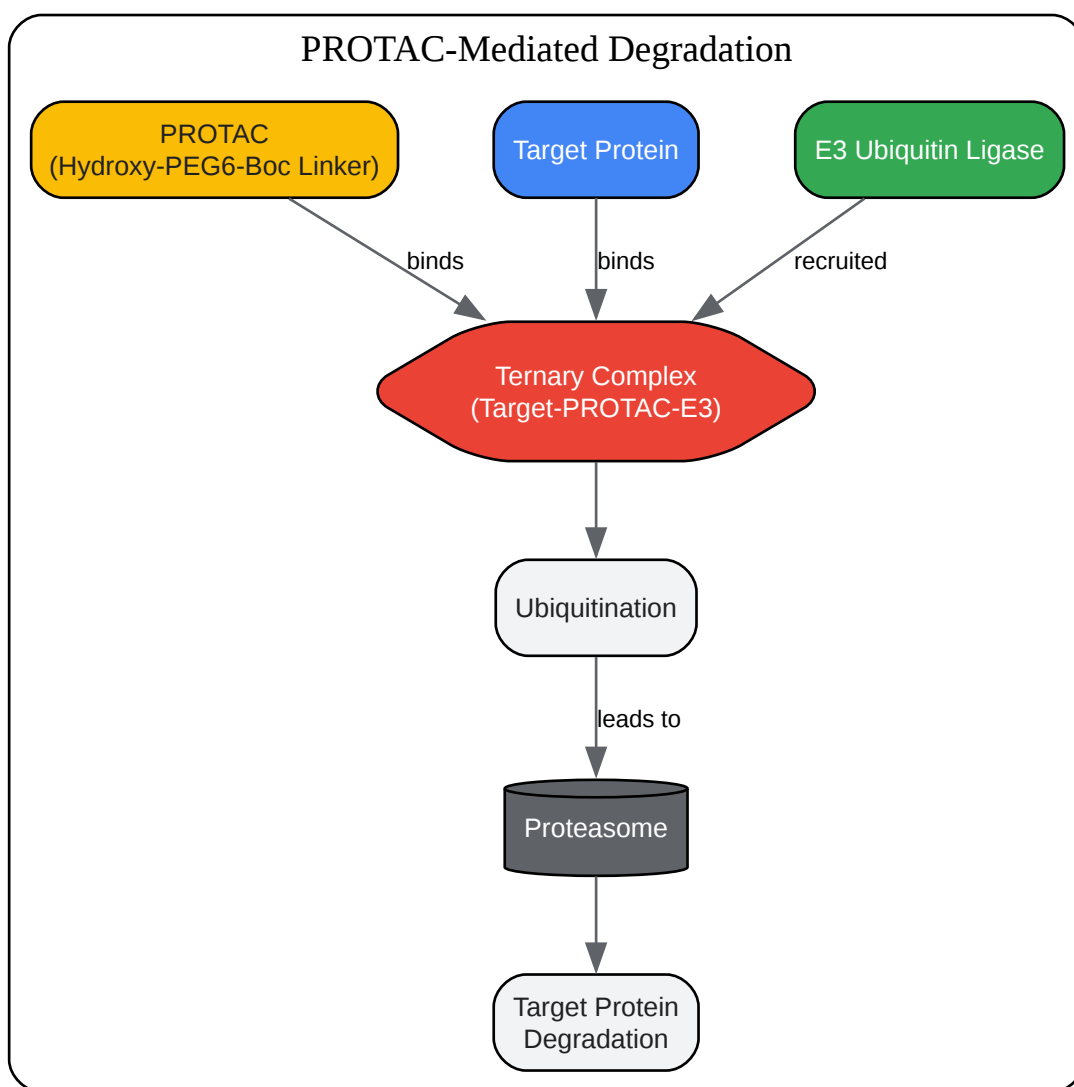 PROTAC-Mediated Degradation
PROTAC
(Hydroxy-PEG6-Boc Linker)
Target Protein
E3 Ubiquitin Ligase
binds
binds
recruited
Ternary Complex
(Target-PROTAC-E3)
Ubiquitination
leads to
Proteasome
Target Protein
Degradation